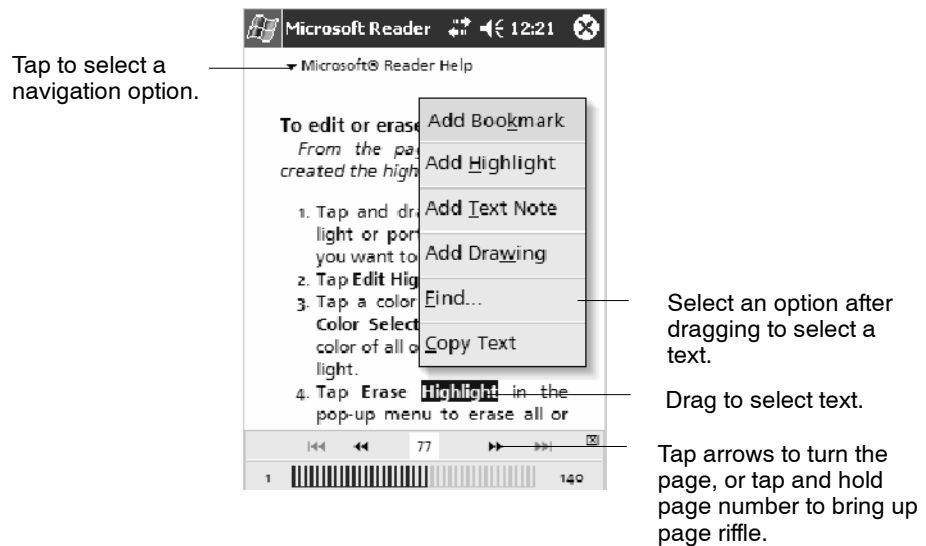 Microsoft Reader 12:21
Tap to select a
navigation option.
Microsoft® Reader Help
To edit or erase
From the pa
created the high
1. Tap and dra
light or port
you want to
2. Tap Edit Hig
3. Tap a color
Color Select
color of all o
light.
4. Tap Erase Highlight in the
pop-up menu to erase all or
Add Bookmark
Add Highlight
Add Text Note
Add Drawing
Find...
Copy Text
Select an option after
dragging to select a
text.
Drag to select text.
77
1 149
Tap arrows to turn the
page, or tap and hold
page number to bring up
page riffle.